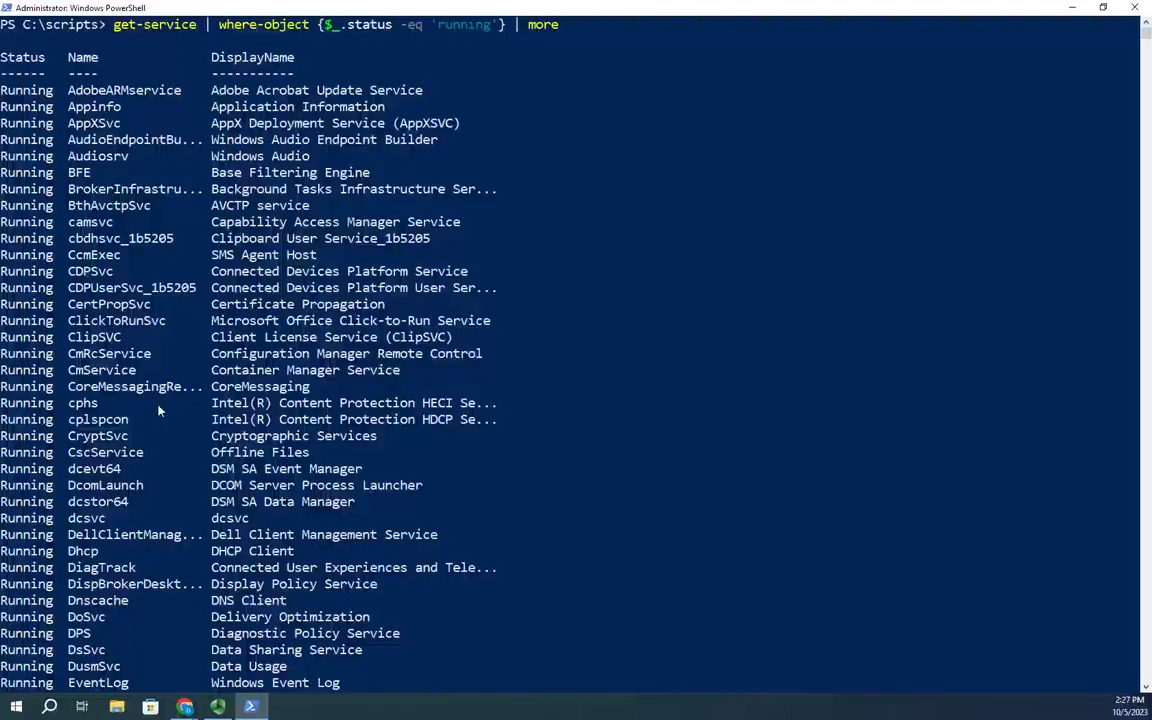 Administrator: Windows PowerShell
PS C:\scripts> get-service | where-object {$_.status -eq 'running'} | more
Status Name DisplayName
------ ---- -----------
Running AdobeARMservice Adobe Acrobat Update Service
Running Appinfo Application Information
Running AppXSvc AppX Deployment Service (AppXSVC)
Running AudioEndpointBu... Windows Audio Endpoint Builder
Running Audiosrv Windows Audio
Running BFE Base Filtering Engine
Running BrokerInfrastru... Background Tasks Infrastructure Ser...
Running BthAvctpSvc AVCTP service
Running camsvc Capability Access Manager Service
Running cbdhsvc_1b5205 Clipboard User Service_1b5205
Running CcmExec SMS Agent Host
Running CDPSvc Connected Devices Platform Service
Running CDPUserSvc_1b5205 Connected Devices Platform User Ser...
Running CertPropSvc Certificate Propagation
Running ClickToRunSvc Microsoft Office Click-to-Run Service
Running ClipSVC Client License Service (ClipSVC)
Running CmRcService Configuration Manager Remote Control
Running CmService Container Manager Service
Running CoreMessagingRe... CoreMessaging
Running cphs Intel(R) Content Protection HECI Se...
Running cplspcon Intel(R) Content Protection HDCP Se...
Running CryptSvc Cryptographic Services
Running CscService Offline Files
Running dcevt64 DSM SA Event Manager
Running DcomLaunch DCOM Server Process Launcher
Running dcstor64 DSM SA Data Manager
Running dcsvc dcsvc
Running DellClientManag... Dell Client Management Service
Running Dhcp DHCP Client
Running DiagTrack Connected User Experiences and Tele...
Running DispBrokerDeskt... Display Policy Service
Running Dnscache DNS Client
Running DoSvc Delivery Optimization
Running DPS Diagnostic Policy Service
Running DsSvc Data Sharing Service
Running DusmSvc Data Usage
Running EventLog Windows Event Log
2:27 PM
10/5/2023